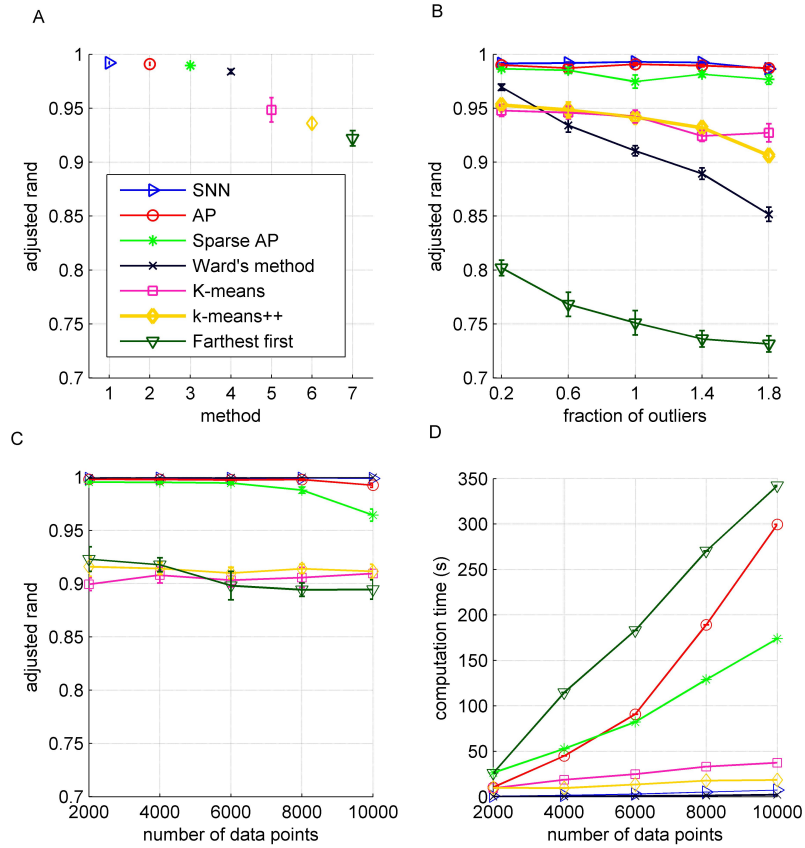 A
1
0.95
0.9
0.85
0.8
0.75
0.7
adjusted rand
1 2 3 4 5 6 7
method
SNN
AP
Sparse AP
Ward's method
K-means
k-means++
Farthest first
B
1
0.95
0.9
0.85
0.8
0.75
0.7
adjusted rand
0.2 0.6 1 1.4 1.8
fraction of outliers
C
1
0.95
0.9
0.85
0.8
0.75
0.7
adjusted rand
2000 4000 6000 8000 10000
number of data points
D
350
300
250
200
150
100
50
0
computation time (s)
2000 4000 6000 8000 10000
number of data points